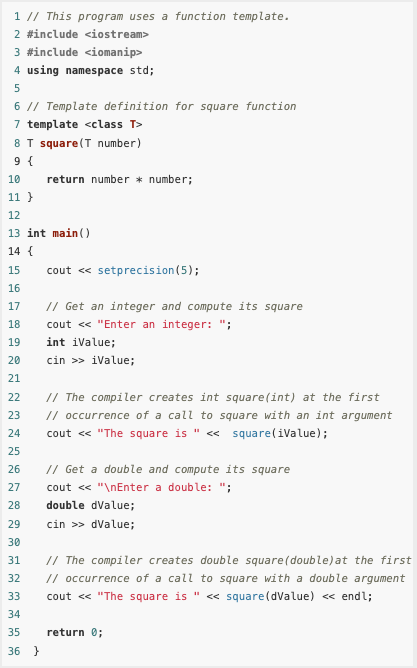 1 // This program uses a function template.
2 #include <iostream>
3 #include <iomanip>
4 using namespace std;
5
6 // Template definition for square function
7 template <class T>
8 T square(T number)
9 {
10    return number * number;
11 }
12
13 int main()
14 {
15    cout << setprecision(5);
16
17    // Get an integer and compute its square
18    cout << "Enter an integer: ";
19    int iValue;
20    cin >> iValue;
21
22    // The compiler creates int square(int) at the first
23    // occurrence of a call to square with an int argument
24    cout << "The square is " <<  square(iValue);
25
26    // Get a double and compute its square
27    cout << "\nEnter a double: ";
28    double dValue;
29    cin >> dValue;
30
31    // The compiler creates double square(double)at the first
32    // occurrence of a call to square with a double argument
33    cout << "The square is " << square(dValue) << endl;
34
35    return 0;
36  }